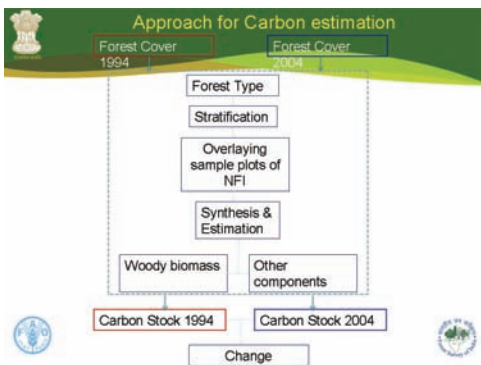 Approach for Carbon estimation
Forest Cover
1994
Forest Cover
2004
Forest Type
Stratification
Overlaying
sample plots of
NFI
Synthesis &
Estimation
Woody biomass
Other
components
Carbon Stock 1994
Carbon Stock 2004
Change